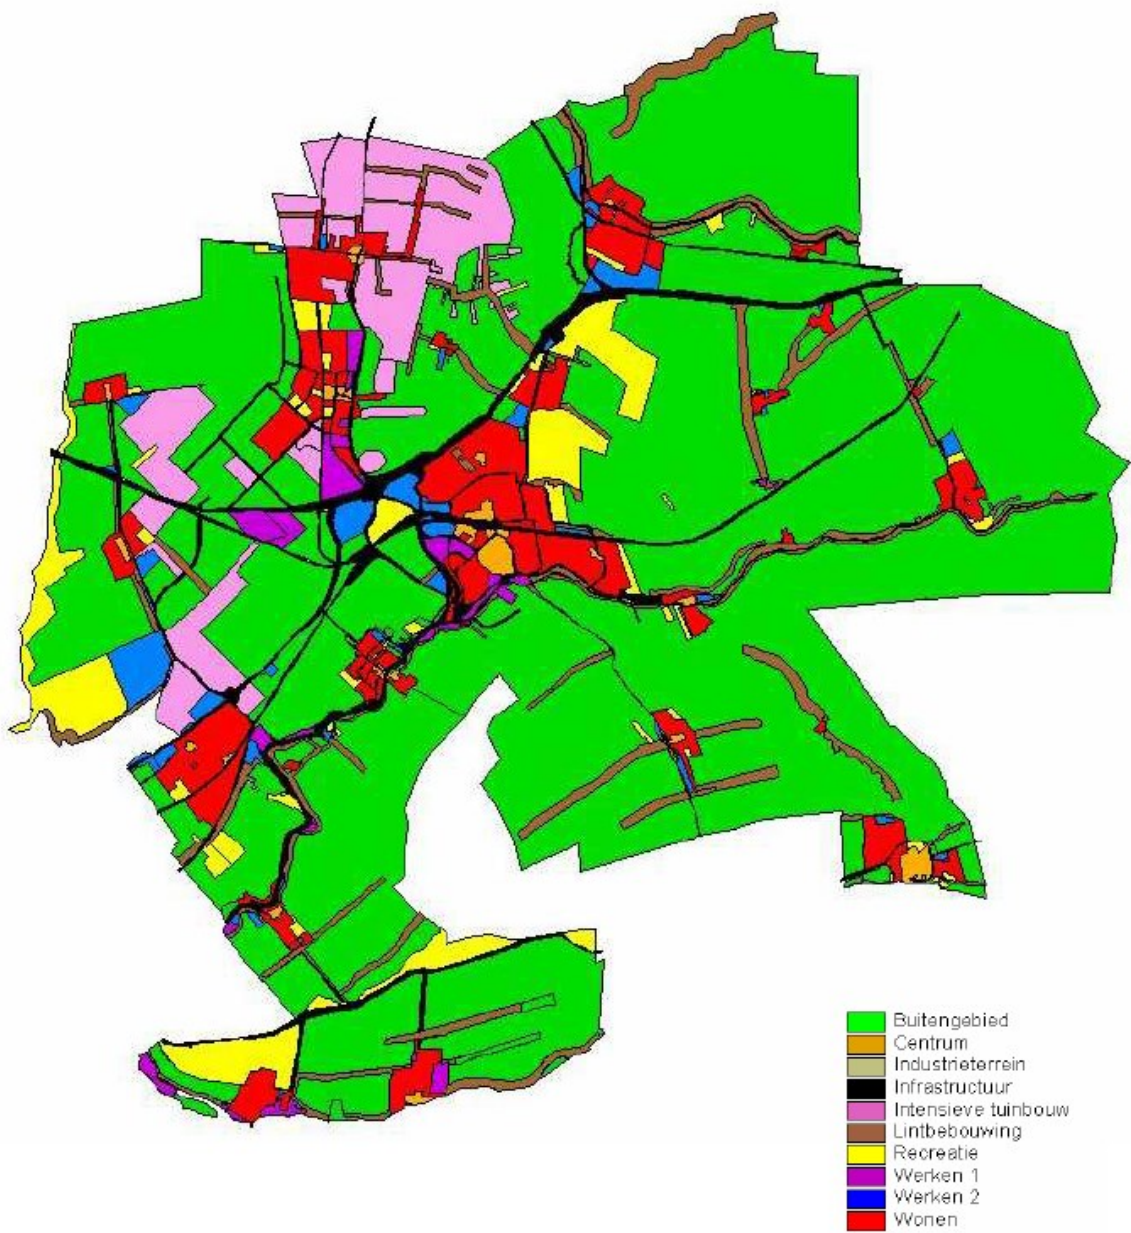 Buitengebied
Centrum
Industrieterrein
Infrastructuur
Intensieve tuinbouw
Lintbebouwing
Recreatie
Werken 1
Werken 2
Wonen